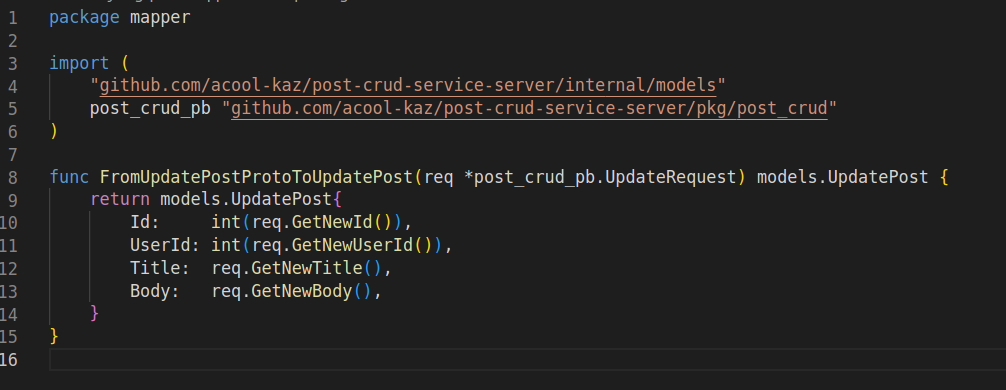 1 package mapper
2
3 import (
4     "github.com/acool-kaz/post-crud-service-server/internal/models"
5     post_crud_pb "github.com/acool-kaz/post-crud-service-server/pkg/post_crud"
6 )
7
8 func FromUpdatePostProtoToUpdatePost(req *post_crud_pb.UpdateRequest) models.UpdatePost {
9     return models.UpdatePost{
10         Id:     int(req.GetNewId()),
11         UserId: int(req.GetNewUserId()),
12         Title:  req.GetNewTitle(),
13         Body:   req.GetNewBody(),
14     }
15 }
16